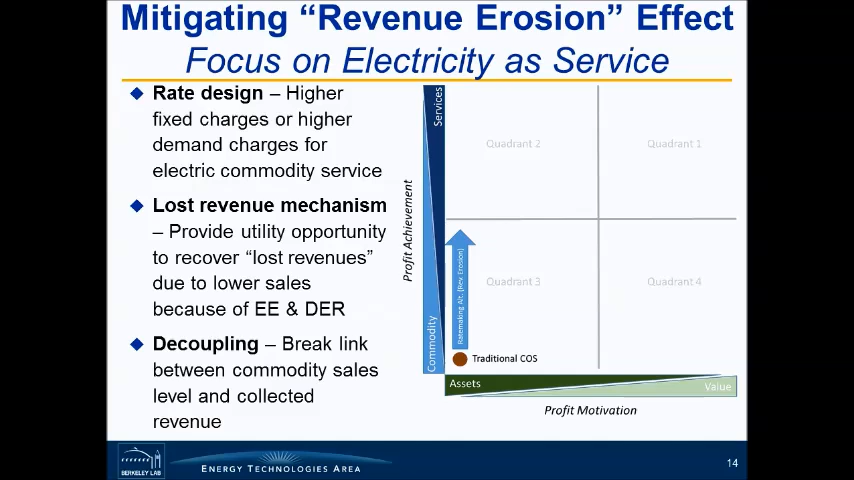 Mitigating “Revenue Erosion” Effect
Focus on Electricity as Service
Rate design – Higher
fixed charges or higher
demand charges for
electric commodity service
Lost revenue mechanism
– Provide utility opportunity
to recover “lost revenues”
due to lower sales
because of EE & DER
Decoupling – Break link
between commodity sales
level and collected
revenue
Profit Achievement
Services
Commodity
Quadrant 2
Quadrant 1
Quadrant 3
Quadrant 4
Ratemaking Alt. (Rev. Erosion)
Traditional COS
Assets
Value
Profit Motivation
BERKELEY LAB
ENERGY TECHNOLOGIES AREA
14